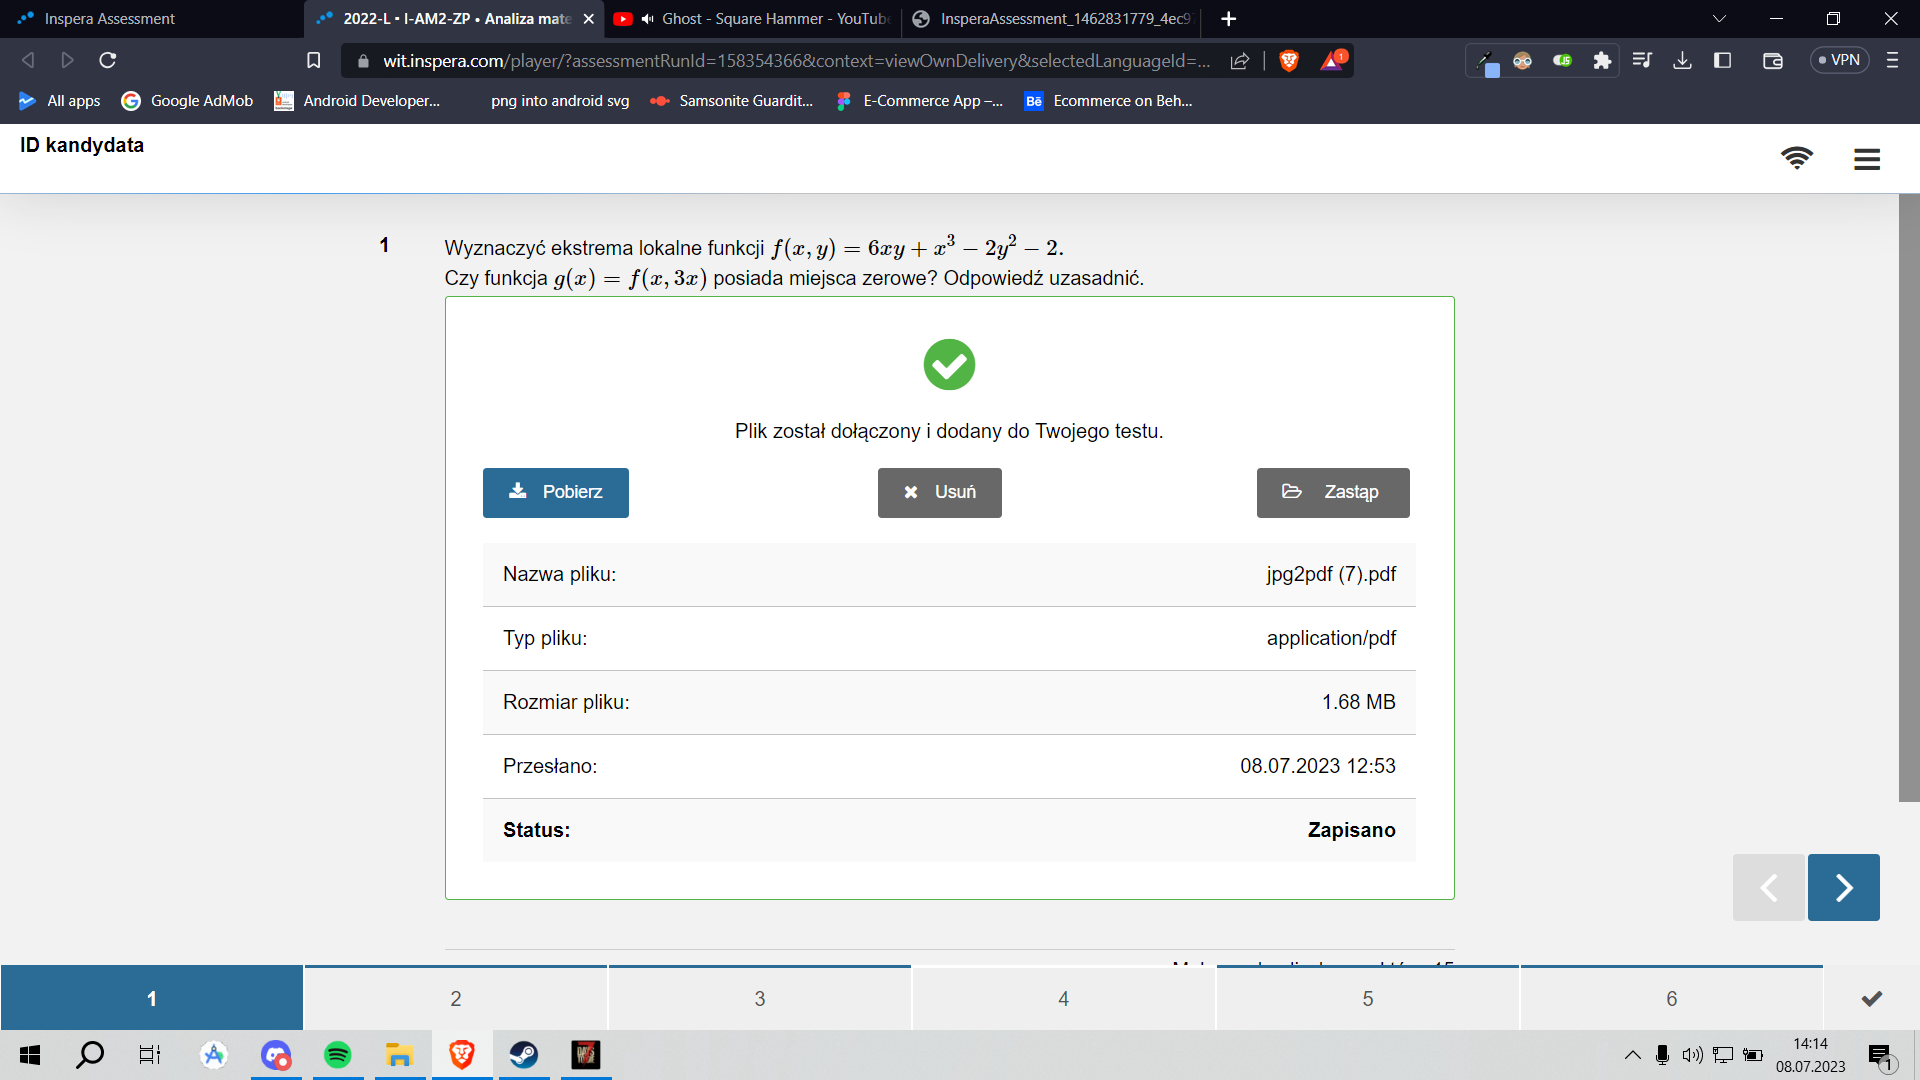 Inspera Assessment
2022-L • I-AM2-ZP • Analiza mate
Ghost - Square Hammer - YouTube
InsperaAssessment_1462831779_4ec9
wit.inspera.com/player/?assessmentRunId=158354366&context=viewOwnDelivery&selectedLanguageId=...
1
VPN
All apps
Google AdMob
Android Developer...
png into android svg
Samsonite Guardit...
E-Commerce App –...
Bē Ecommerce on Beh...
ID kandydata
1
Wyznaczyć ekstrema lokalne funkcji f(x, y) = 6xy + x³ − 2y² − 2.
Czy funkcja g(x) = f(x, 3x) posiada miejsca zerowe? Odpowiedź uzasadnić.
Plik został dołączony i dodany do Twojego testu.
Pobierz
Usuń
Zastąp
Nazwa pliku: jpg2pdf (7).pdf
Typ pliku: application/pdf
Rozmiar pliku: 1.68 MB
Przesłano: 08.07.2023 12:53
Status: Zapisano
1 2 3 4 5 6
14:14
08.07.2023
1